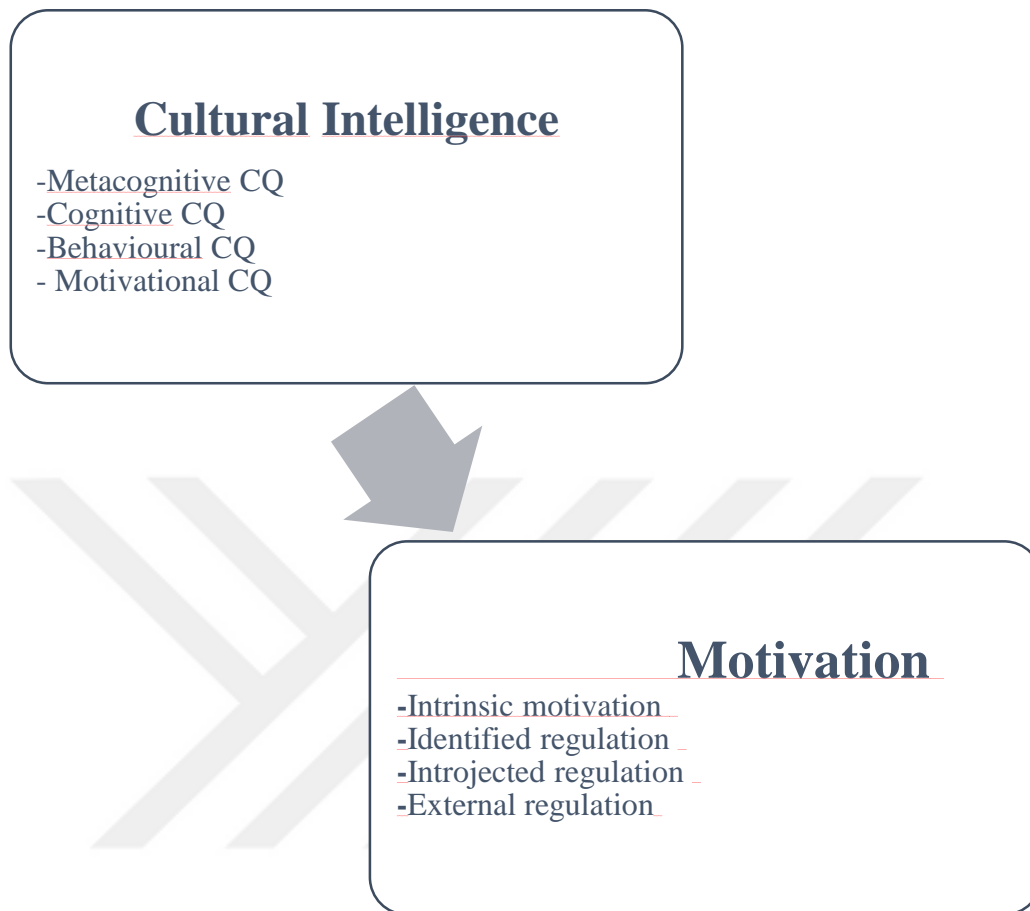 Cultural Intelligence
-Metacognitive CQ
-Cognitive CQ
-Behavioural CQ
- Motivational CQ
Motivation
-Intrinsic motivation
-Identified regulation
-Introjected regulation
-External regulation